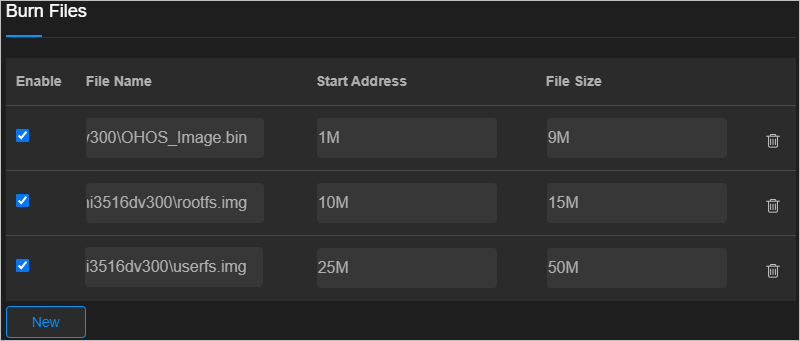 Burn Files
Enable File Name Start Address File Size
v300\OHOS_Image.bin 1M 9M
i3516dv300\rootfs.img 10M 15M
i3516dv300\userfs.img 25M 50M
New